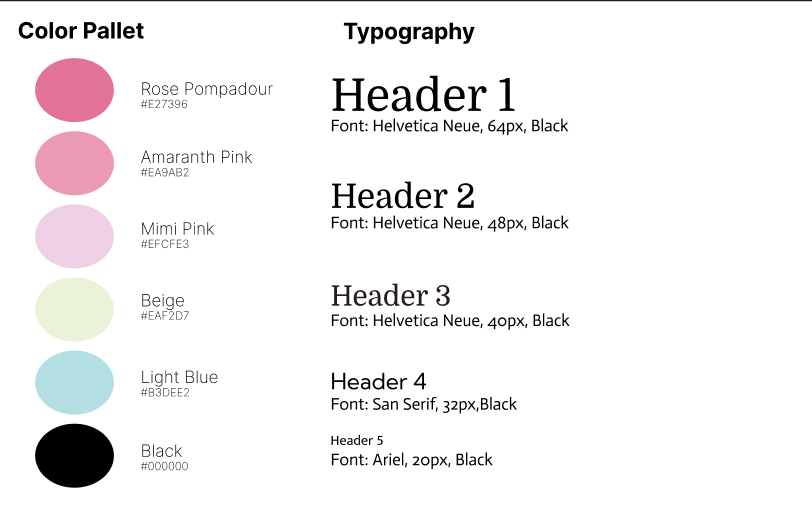 Color Pallet
Rose Pompadour
#E27396
Amaranth Pink
#EA9AB2
Mimi Pink
#EFCFE3
Beige
#EAF2D7
Light Blue
#B3DEE2
Black
#000000
Typography
Header 1
Font: Helvetica Neue, 64px, Black
Header 2
Font: Helvetica Neue, 48px, Black
Header 3
Font: Helvetica Neue, 40px, Black
Header 4
Font: San Serif, 32px,Black
Header 5
Font: Ariel, 20px, Black